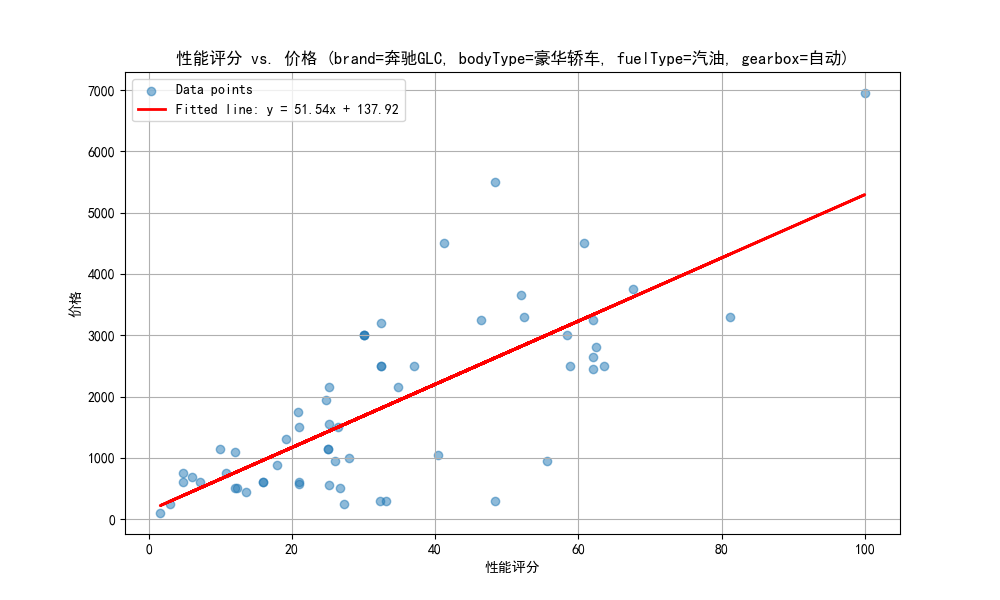 性能评分 vs. 价格 (brand=奔驰GLC, bodyType=豪华轿车, fuelType=汽油, gearbox=自动)
Data points
Fitted line: y = 51.54x + 137.92
价格
7000
6000
5000
4000
3000
2000
1000
0
0 20 40 60 80 100
性能评分